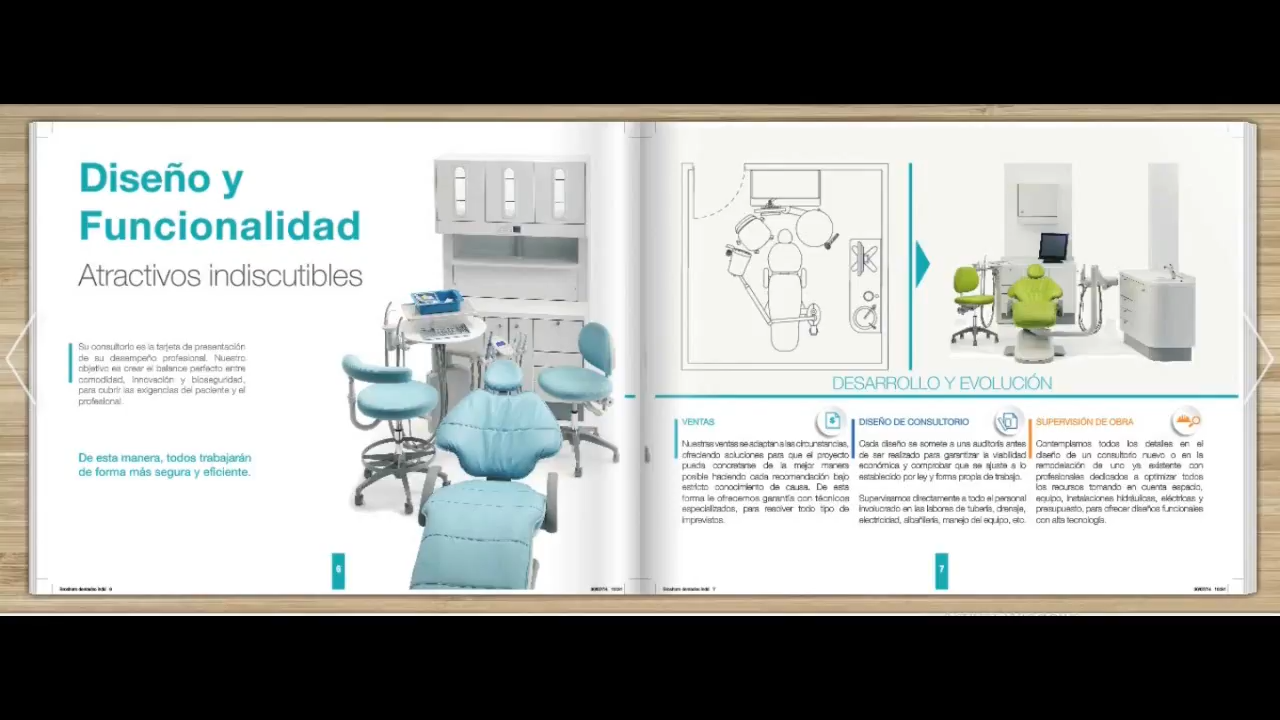 Diseño y
Funcionalidad
Atractivos indiscutibles
Su consultorio es la tarjeta de presentación
de su desempeño profesional. Nuestro
objetivo es crear el balance perfecto entre
comodidad, innovación y bioseguridad,
para cubrir las exigencias del paciente y el
profesional.
De esta manera, todos trabajarán
de forma más segura y eficiente.
6
DESARROLLO Y EVOLUCIÓN
VENTAS
Nuestras ventas se adaptan a las circunstancias,
ofreciendo soluciones para que el proyecto
pueda concretarse de la mejor manera
posible haciendo cada recomendación bajo
estricto conocimiento de causa. De esta
forma le ofrecemos garantía con técnicos
especializados, para resolver todo tipo de
imprevistos.
DISEÑO DE CONSULTORIO
Cada diseño se somete a una auditoría antes
de ser realizado para garantizar la viabilidad
económica y comprobar que se ajuste a lo
establecido por ley y forma propia de trabajo.
Supervisamos directamente a todo el personal
involucrado en las labores de tubería, drenaje,
electricidad, albañilería, manejo del equipo, etc.
SUPERVISIÓN DE OBRA
Contemplamos todos los detalles en el
diseño de un consultorio nuevo o en la
remodelación de uno ya existente con
profesionales dedicados a optimizar todos
los recursos tomando en cuenta espacio,
equipo, instalaciones hidráulicas, eléctricas y
presupuesto, para ofrecer diseños funcionales
con alta tecnología.
7